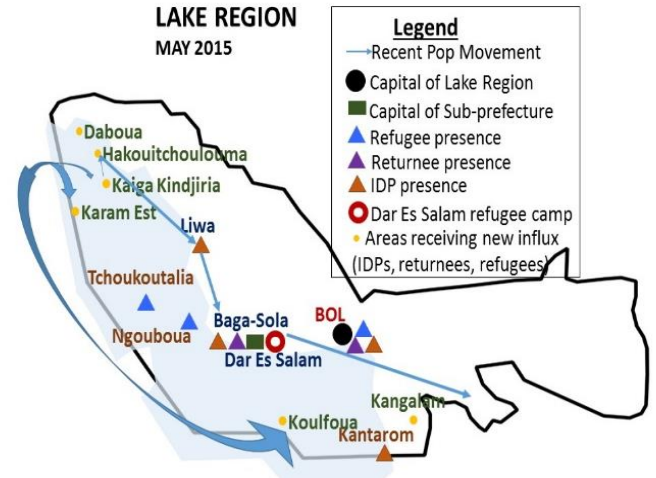 LAKE REGION
MAY 2015
Legend
Recent Pop Movement
Capital of Lake Region
Capital of Sub-prefecture
Refugee presence
Returnee presence
IDP presence
Dar Es Salam refugee camp
Areas receiving new influx
(IDPs, returnees, refugees)
Daboua
Hakouitchoulouma
Kaiga Kindjiria
Karam Est
Liwa
Tchoukoutalia
Ngouboua
Baga-Sola
BOL
Dar Es Salam
Kangalam
Koulfoua
Kantarom